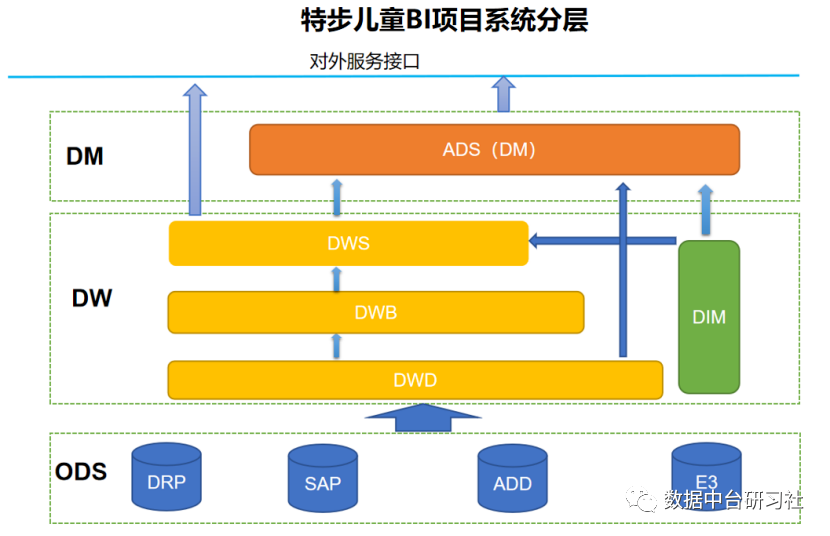 特步儿童BI项目系统分层
对外服务接口
DM
ADS（DM）
DWS
DW
DWB
DIM
DWD
ODS
DRP
SAP
ADD
E3
数据中台研习社